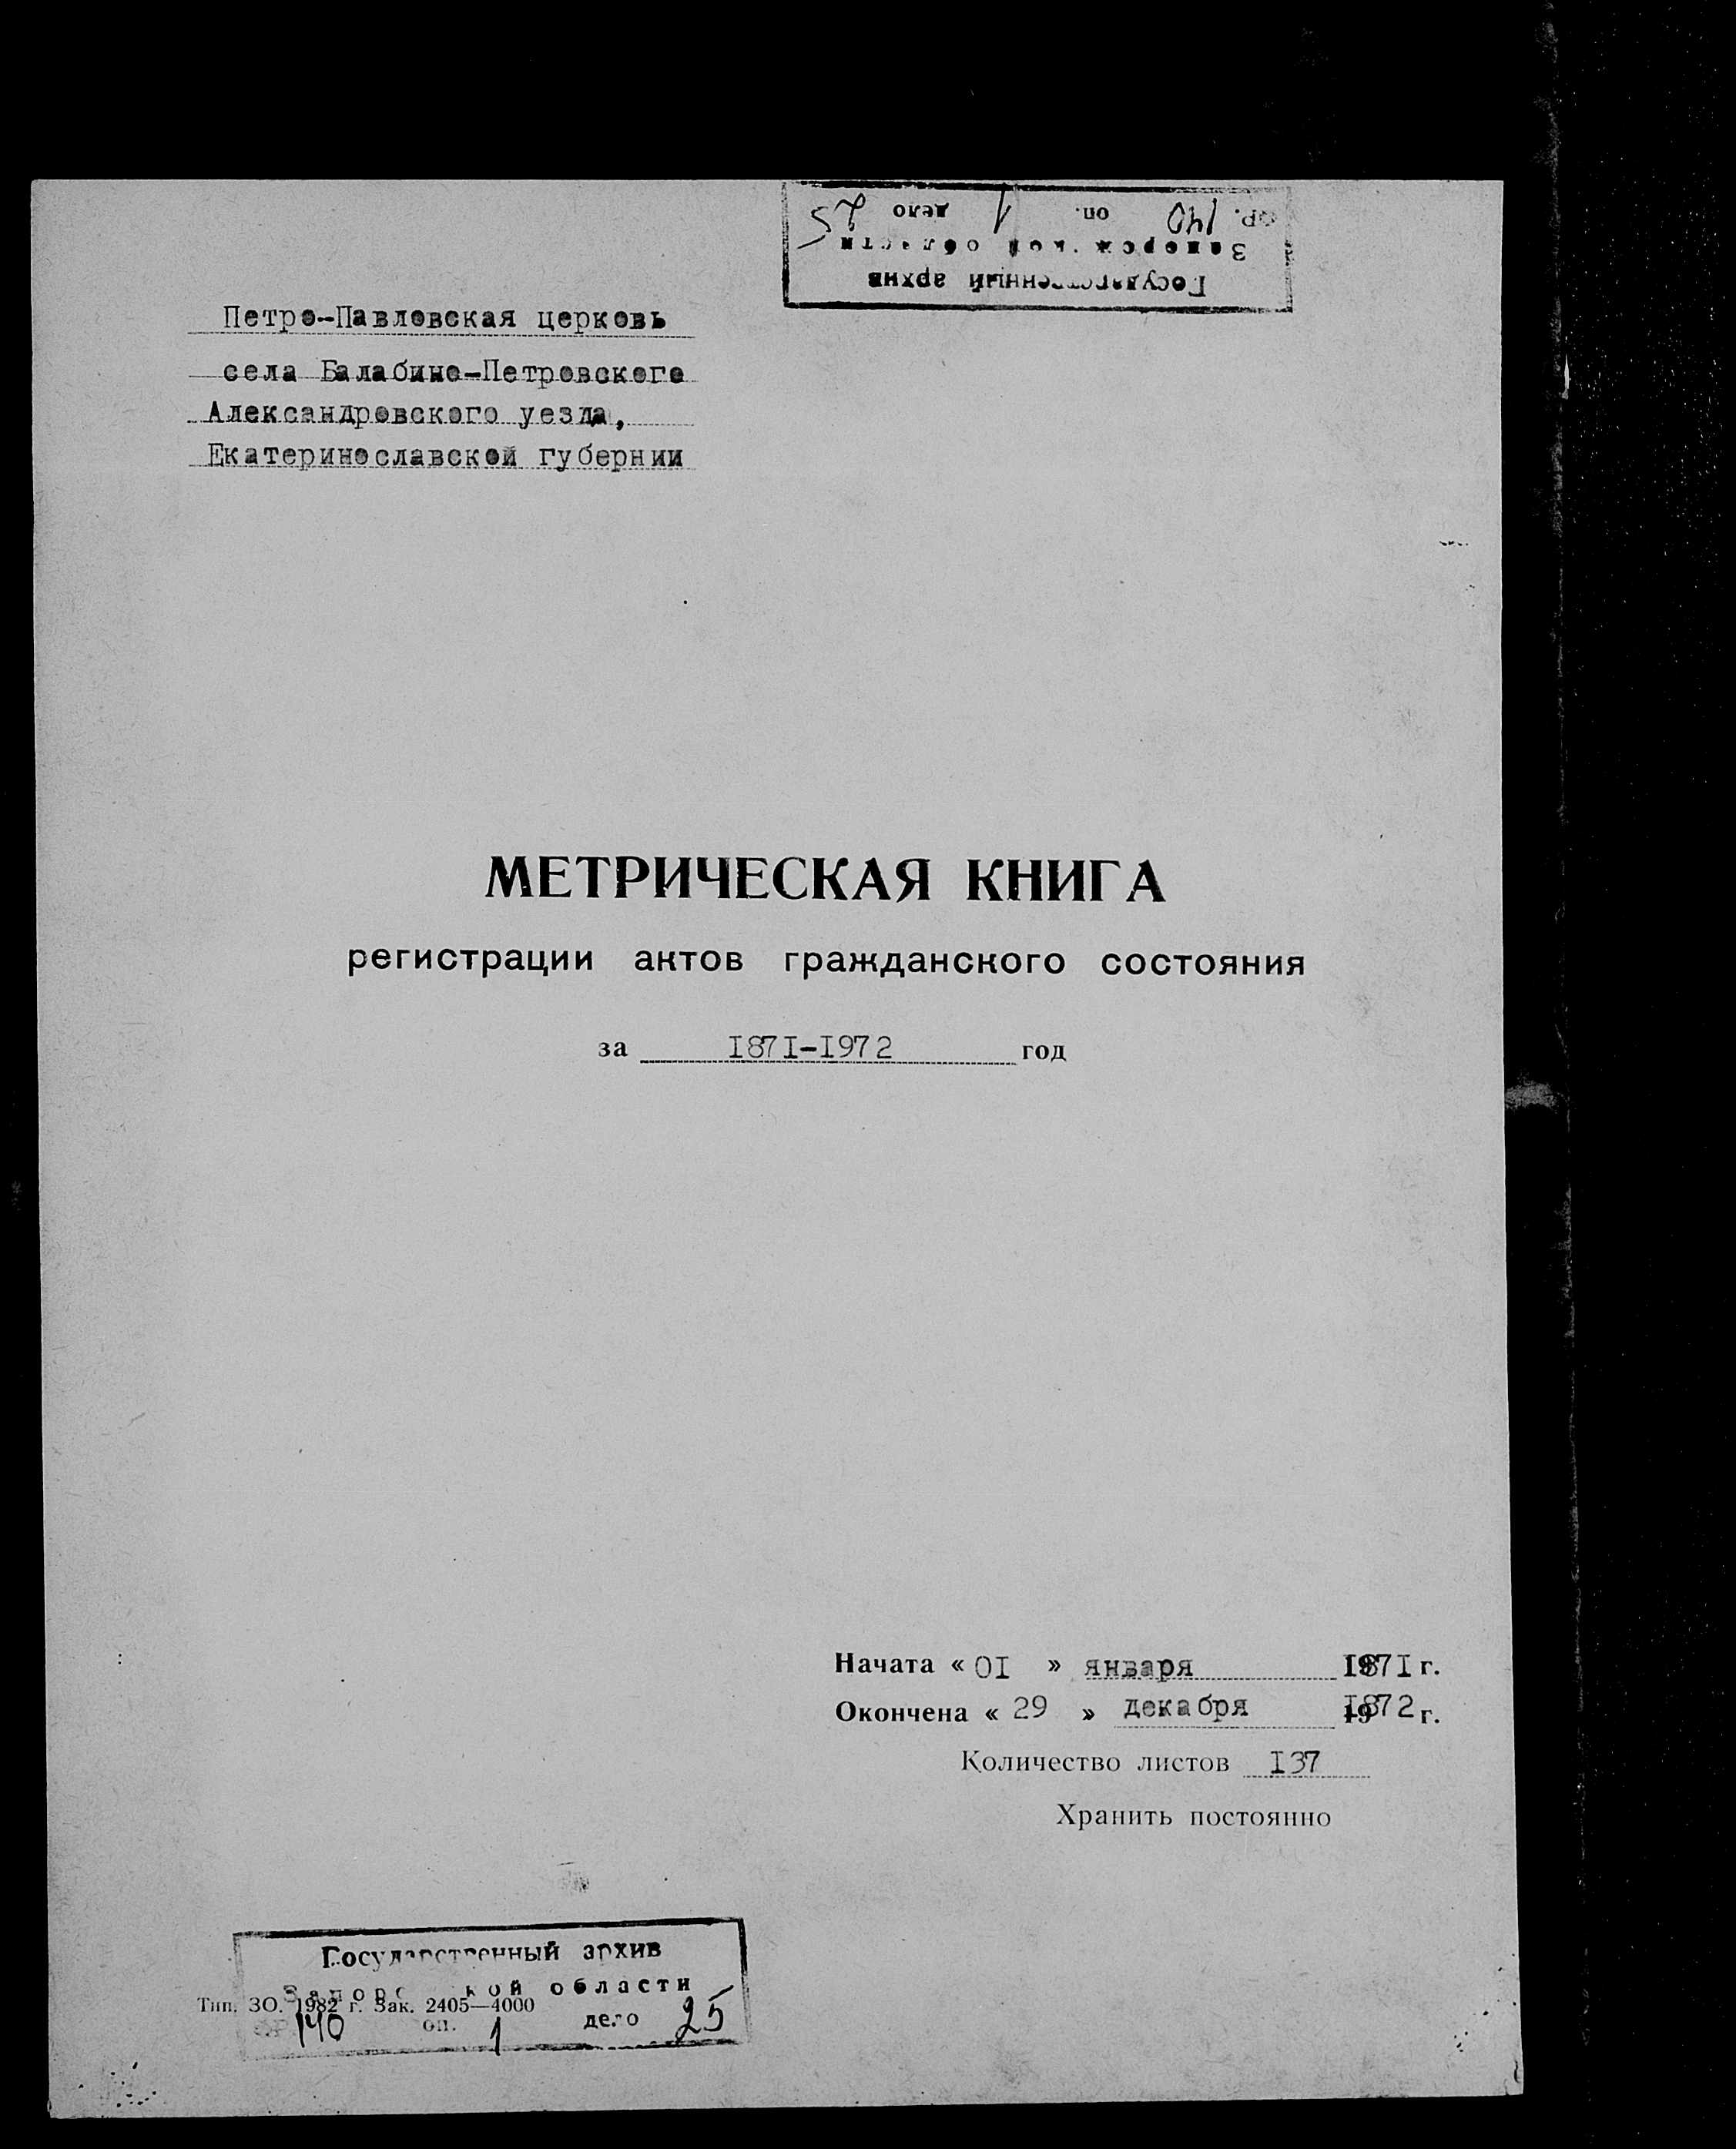 Государственный архив
Запорожской области
ФР. 140 оп. 1 дело 25
Петро-Павловская церковь
села Балабино-Петровского
Александровского уезда,
Екатеринославской губернии
МЕТРИЧЕСКАЯ КНИГА
регистрации актов гражданского состояния
за 1871-1972 год
Начата « 01 » января 1871 г.
Окончена « 29 » декабря 1872 г.
Количество листов 137
Хранить постоянно
Государственный архив
Запорожской области
Тип. ЗО. 1982 г. Зак. 2405—4000
140 оп. 1 дело 25